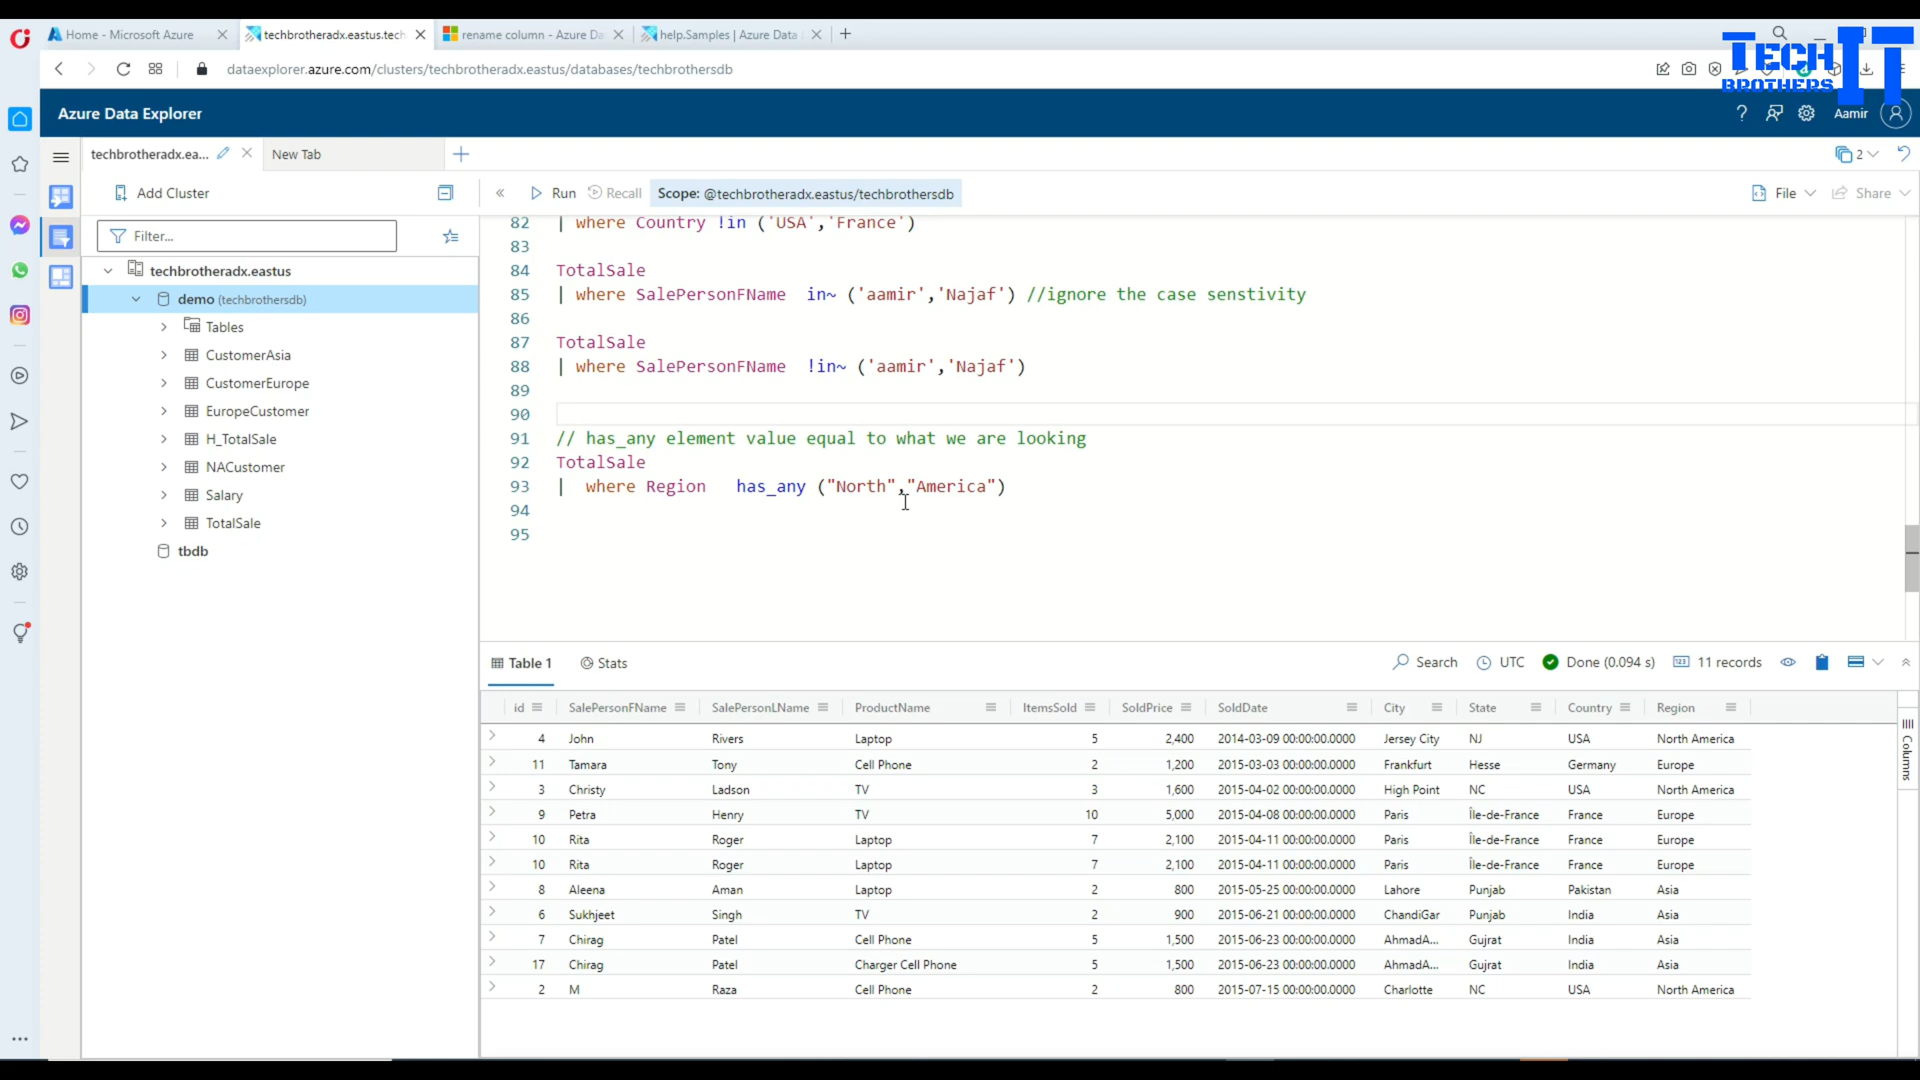 Home - Microsoft Azure
techbrotheradx.eastus.tech
rename column - Azure Da
help.Samples | Azure Data
TECH
BROTHERS
IT
dataexplorer.azure.com/clusters/techbrotheradx.eastus/databases/techbrothersdb
Azure Data Explorer
? Aamir
techbrotheradx.ea...
New Tab
2
Add Cluster
Run
Recall
Scope: @techbrotheradx.eastus/techbrothersdb
File
Share
Filter...
techbrotheradx.eastus
demo (techbrothersdb)
Tables
CustomerAsia
CustomerEurope
EuropeCustomer
H_TotalSale
NACustomer
Salary
TotalSale
tbdb
82 | where Country !in ('USA','France')
83
84 TotalSale
85 | where SalePersonFName in~ ('aamir','Najaf') //ignore the case senstivity
86
87 TotalSale
88 | where SalePersonFName !in~ ('aamir','Najaf')
89
90
91 // has_any element value equal to what we are looking
92 TotalSale
93 | where Region has_any ("North","America")
94
95
Table 1
Stats
Search
UTC
Done (0.094 s)
11 records
id SalePersonFName SalePersonLName ProductName ItemsSold SoldPrice SoldDate City State Country Region
4 John Rivers Laptop 5 2,400 2014-03-09 00:00:00.0000 Jersey City NJ USA North America
11 Tamara Tony Cell Phone 2 1,200 2015-03-03 00:00:00.0000 Frankfurt Hesse Germany Europe
3 Christy Ladson TV 3 1,600 2015-04-02 00:00:00.0000 High Point NC USA North America
9 Petra Henry TV 10 5,000 2015-04-08 00:00:00.0000 Paris Île-de-France France Europe
10 Rita Roger Laptop 7 2,100 2015-04-11 00:00:00.0000 Paris Île-de-France France Europe
10 Rita Roger Laptop 7 2,100 2015-04-11 00:00:00.0000 Paris Île-de-France France Europe
8 Aleena Aman Laptop 2 800 2015-05-25 00:00:00.0000 Lahore Punjab Pakistan Asia
6 Sukhjeet Singh TV 2 900 2015-06-21 00:00:00.0000 ChandiGar Punjab India Asia
7 Chirag Patel Cell Phone 5 1,500 2015-06-23 00:00:00.0000 AhmadA... Gujrat India Asia
17 Chirag Patel Charger Cell Phone 5 1,500 2015-06-23 00:00:00.0000 AhmadA... Gujrat India Asia
2 M Raza Cell Phone 2 800 2015-07-15 00:00:00.0000 Charlotte NC USA North America
Columns